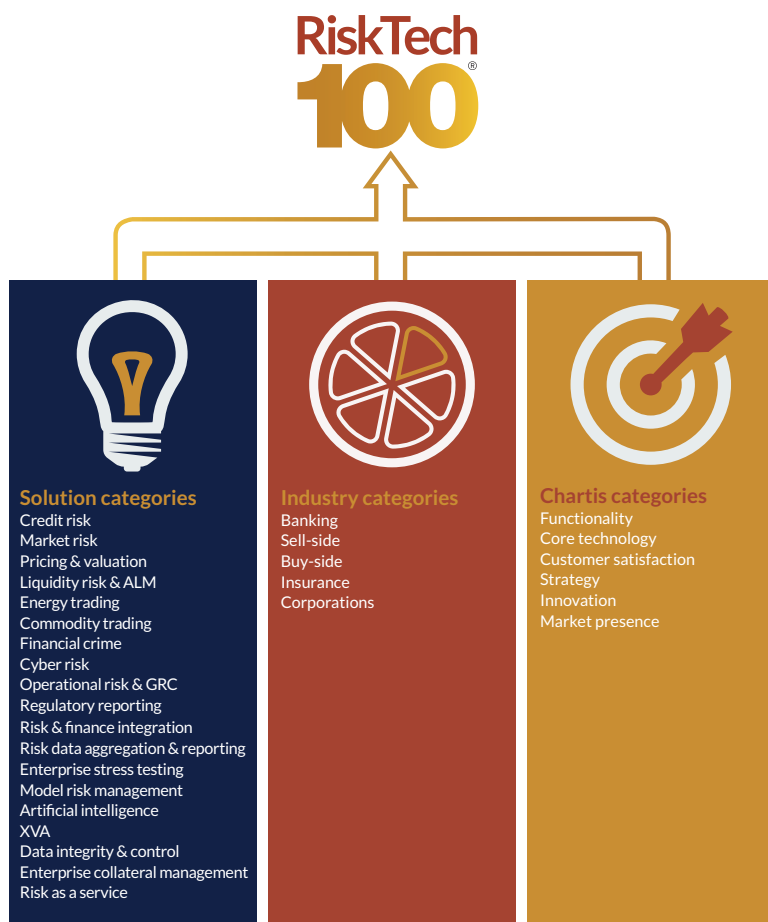 RiskTech
100®
Solution categories
Credit risk
Market risk
Pricing & valuation
Liquidity risk & ALM
Energy trading
Commodity trading
Financial crime
Cyber risk
Operational risk & GRC
Regulatory reporting
Risk & finance integration
Risk data aggregation & reporting
Enterprise stress testing
Model risk management
Artificial intelligence
XVA
Data integrity & control
Enterprise collateral management
Risk as a service
Industry categories
Banking
Sell-side
Buy-side
Insurance
Corporations
Chartis categories
Functionality
Core technology
Customer satisfaction
Strategy
Innovation
Market presence